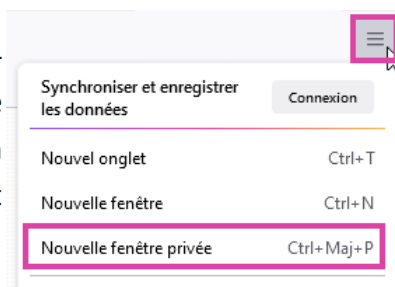 Synchroniser et enregistrer
les données
Connexion
Nouvel onglet Ctrl+T
Nouvelle fenêtre Ctrl+N
Nouvelle fenêtre privée Ctrl+Maj+P